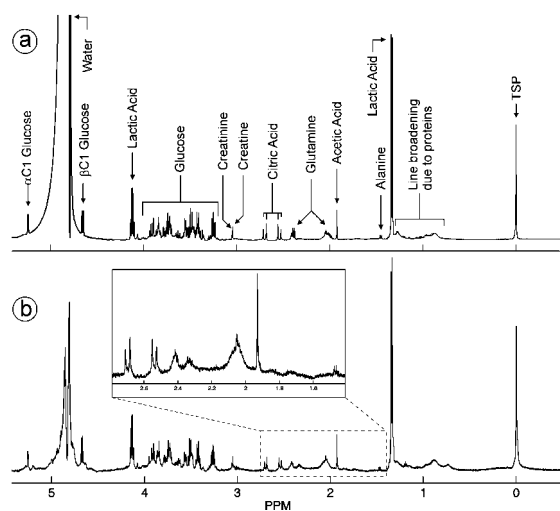 a
Water
αC1 Glucose
βC1 Glucose
Lactic Acid
Glucose
Creatinine
Creatine
Citric Acid
Glutamine
Acetic Acid
Alanine
Lactic Acid
Line broadening
due to proteins
TSP
b
2.6 2.4 2.2 2.0 1.8 1.6
5 4 3 2 1 0
PPM